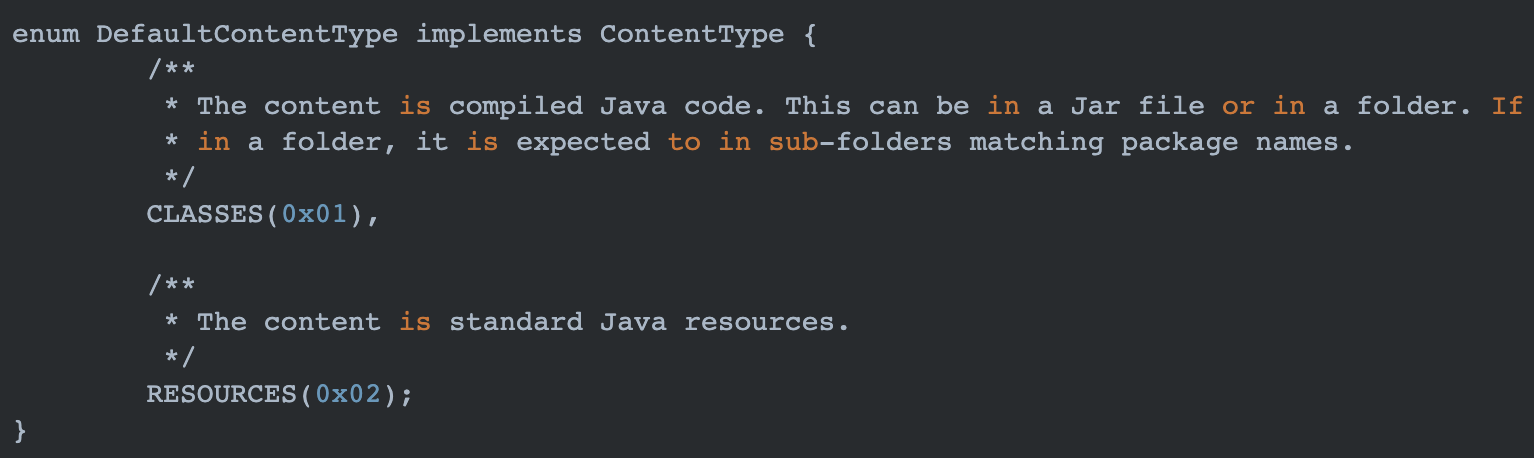 enum DefaultContentType implements ContentType {
/**
* The content is compiled Java code. This can be in a Jar file or in a folder. If
* in a folder, it is expected to in sub-folders matching package names.
*/
CLASSES(0x01),
/**
* The content is standard Java resources.
*/
RESOURCES(0x02);
}